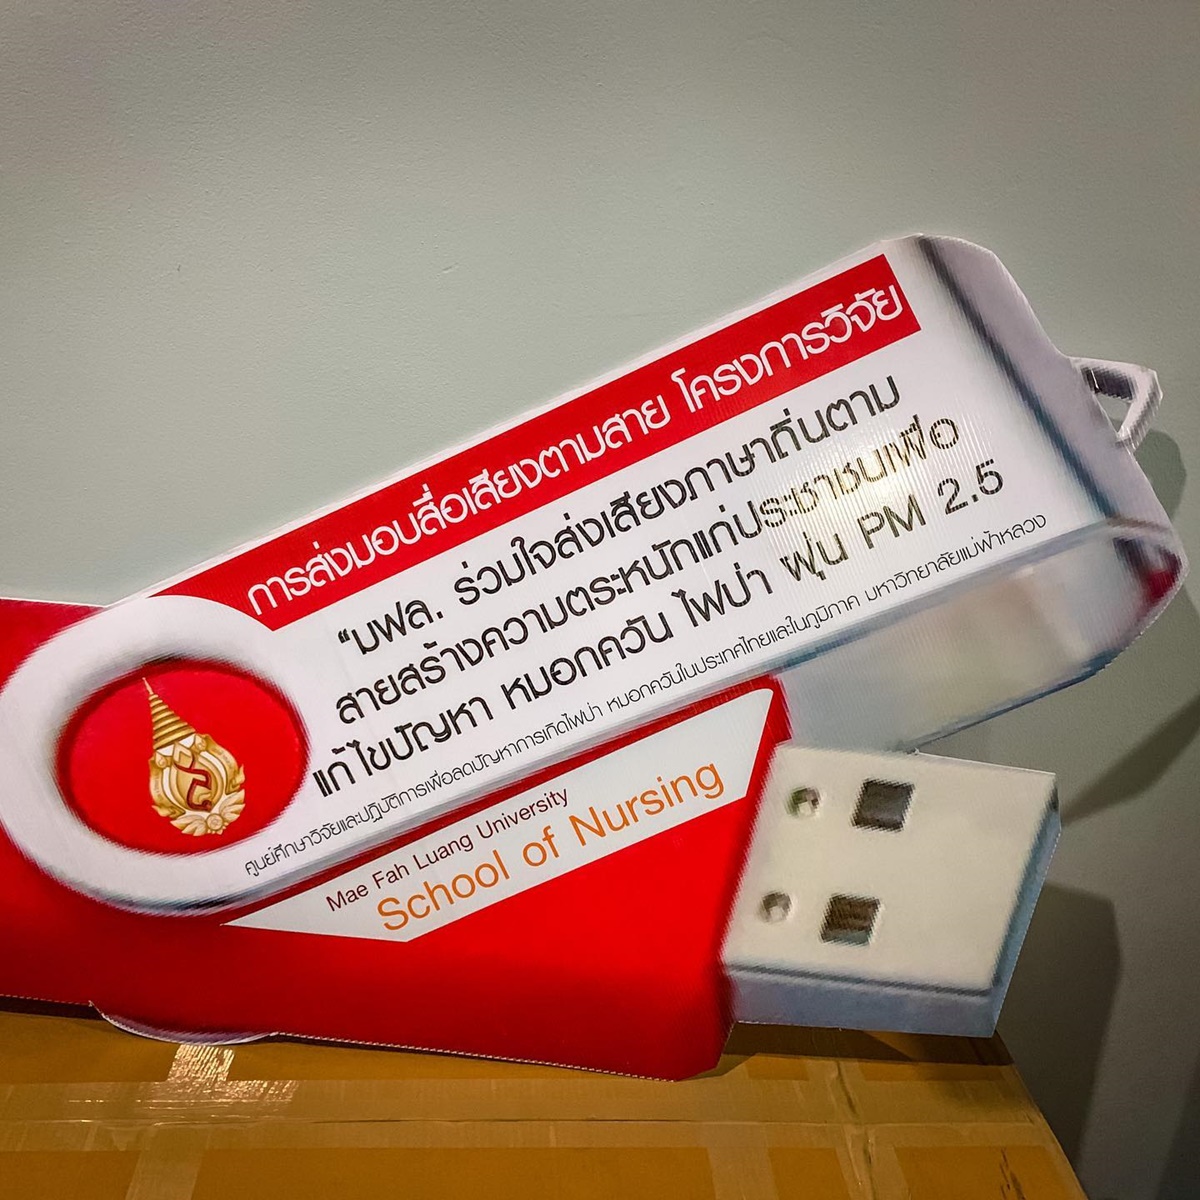 การส่งมอบสื่อเสียงตามสาย โครงการวิจัย
“มฟล. ร่วมใจส่งเสียงภาษาถิ่นตาม
สายสร้างความตระหนักแก่ประชาชนเพื่อ
แก้ไขปัญหา หมอกควัน ไฟป่า ฝุ่น PM 2.5
ศูนย์ศึกษาวิจัยและปฏิบัติการเพื่อลดปัญหาการเกิดไฟป่า หมอกควันในประเทศไทยและในภูมิภาค มหาวิทยาลัยแม่ฟ้าหลวง
Mae Fah Luang University
School of Nursing